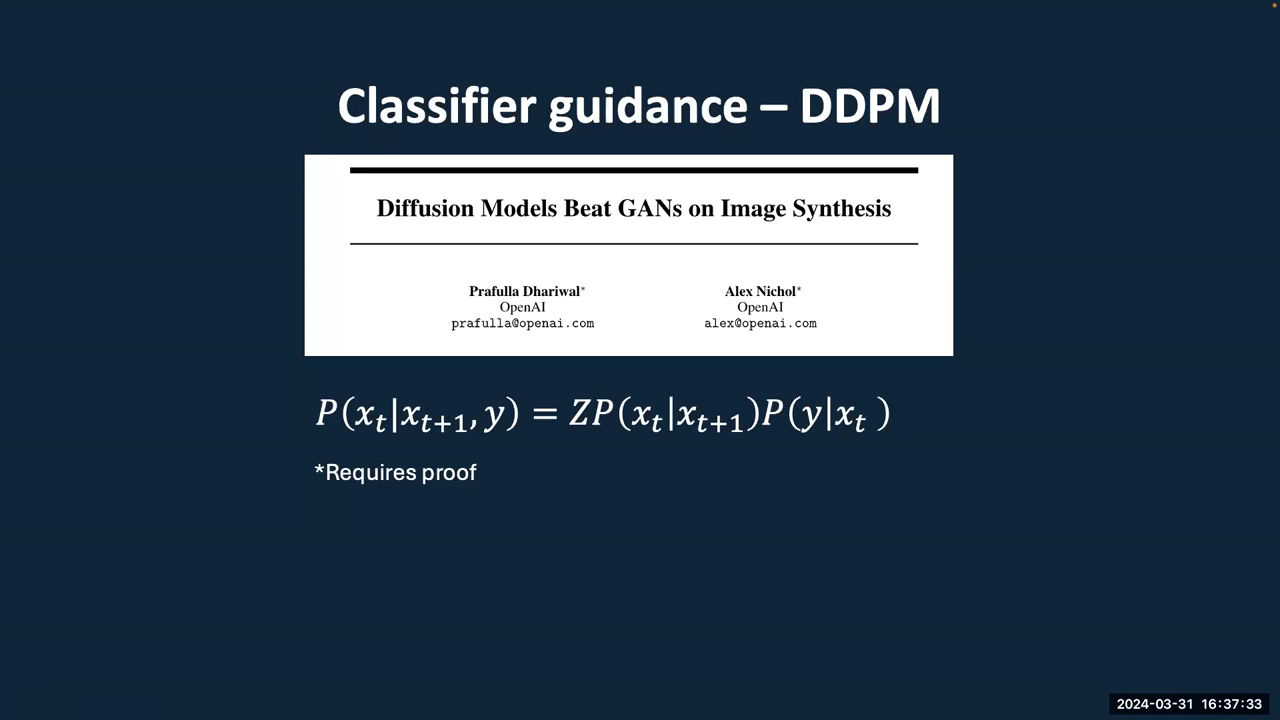 Classifier guidance – DDPM
Diffusion Models Beat GANs on Image Synthesis
Prafulla Dhariwal* Alex Nichol*
OpenAI OpenAI
prafulla@openai.com alex@openai.com
P(x_t|x_{t+1}, y) = ZP(x_t|x_{t+1})P(y|x_t )
*Requires proof
2024-03-31 16:37:33